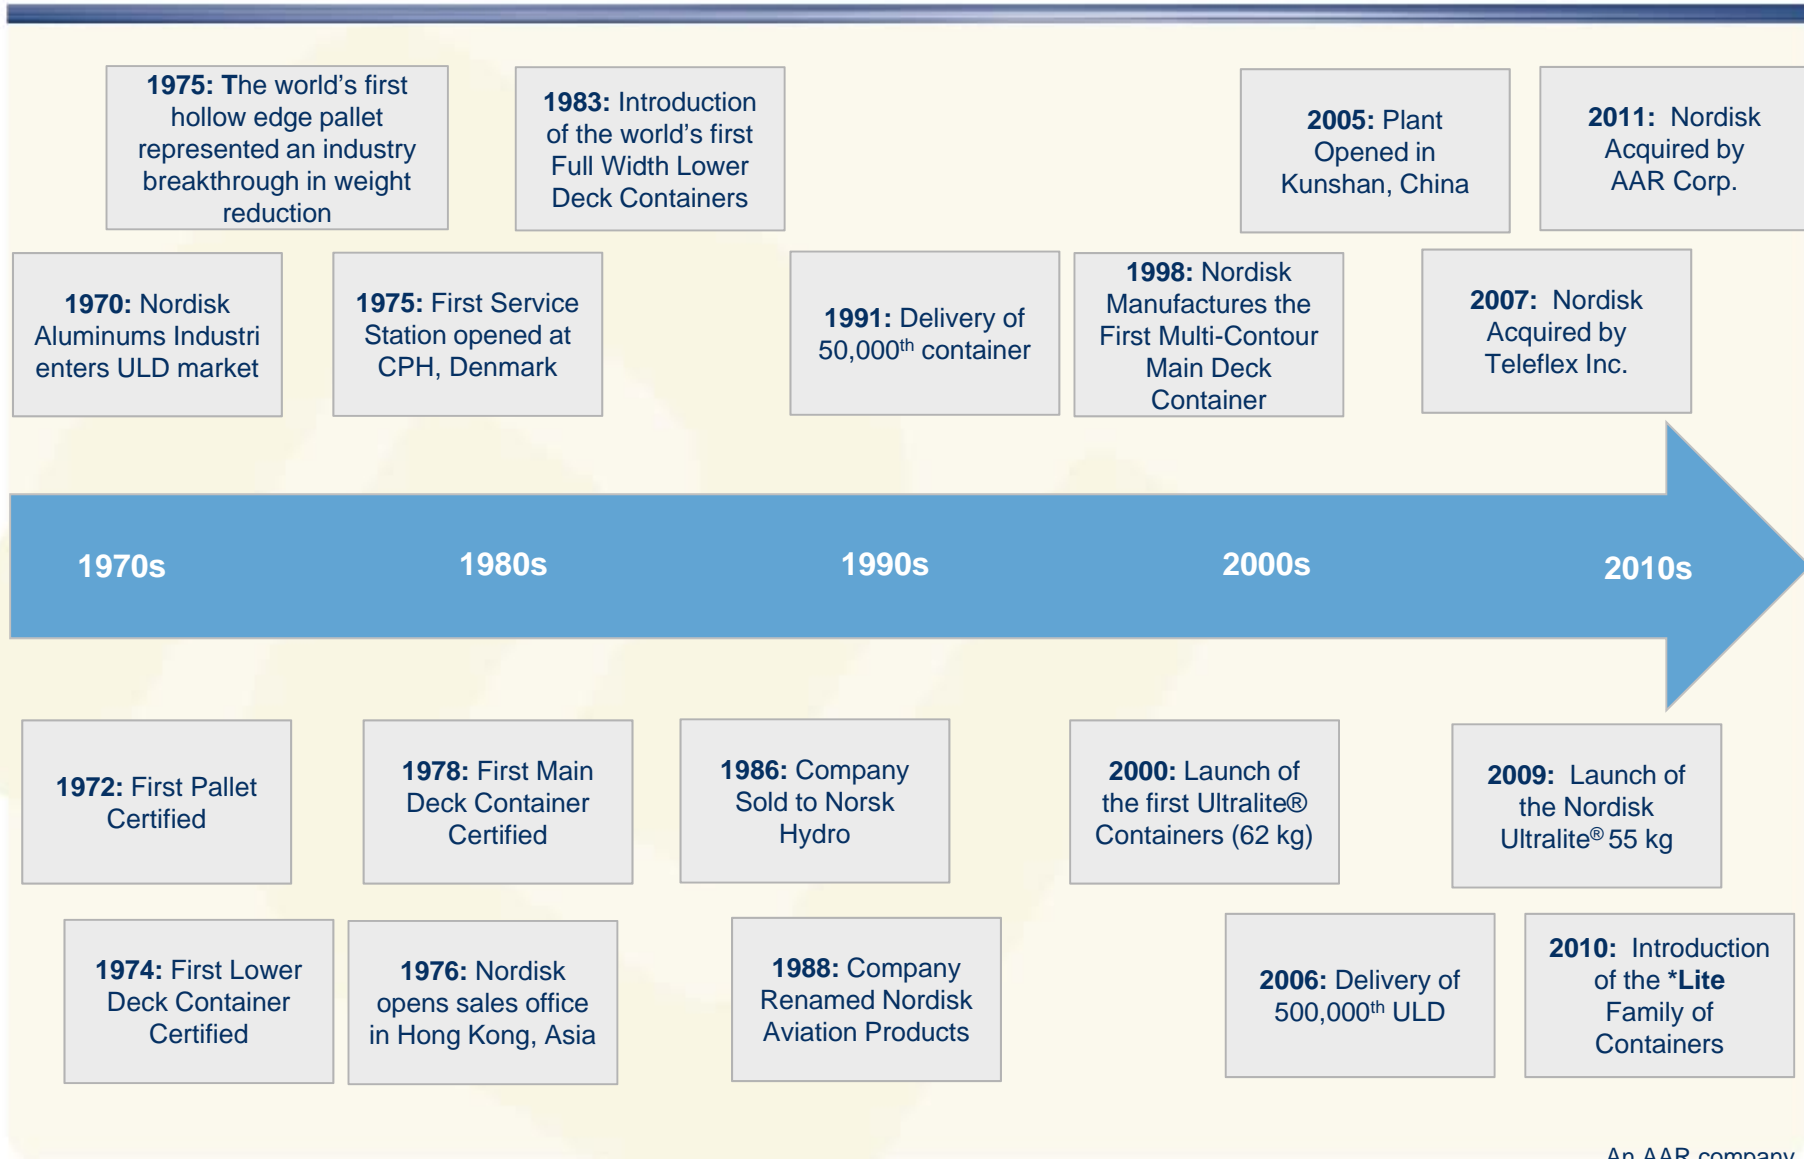 1975: The world’s first
hollow edge pallet
represented an industry
breakthrough in weight
reduction
1983: Introduction
of the world’s first
Full Width Lower
Deck Containers
2005: Plant
Opened in
Kunshan, China
2011: Nordisk
Acquired by
AAR Corp.
1970: Nordisk
Aluminums Industri
enters ULD market
1975: First Service
Station opened at
CPH, Denmark
1991: Delivery of
50,000th container
1998: Nordisk
Manufactures the
First Multi-Contour
Main Deck
Container
2007: Nordisk
Acquired by
Teleflex Inc.
1970s
1980s
1990s
2000s
2010s
1972: First Pallet
Certified
1978: First Main
Deck Container
Certified
1986: Company
Sold to Norsk
Hydro
2000: Launch of
the first Ultralite®
Containers (62 kg)
2009: Launch of
the Nordisk
Ultralite® 55 kg
1974: First Lower
Deck Container
Certified
1976: Nordisk
opens sales office
in Hong Kong, Asia
1988: Company
Renamed Nordisk
Aviation Products
2006: Delivery of
500,000th ULD
2010: Introduction
of the *Lite
Family of
Containers
An AAR company